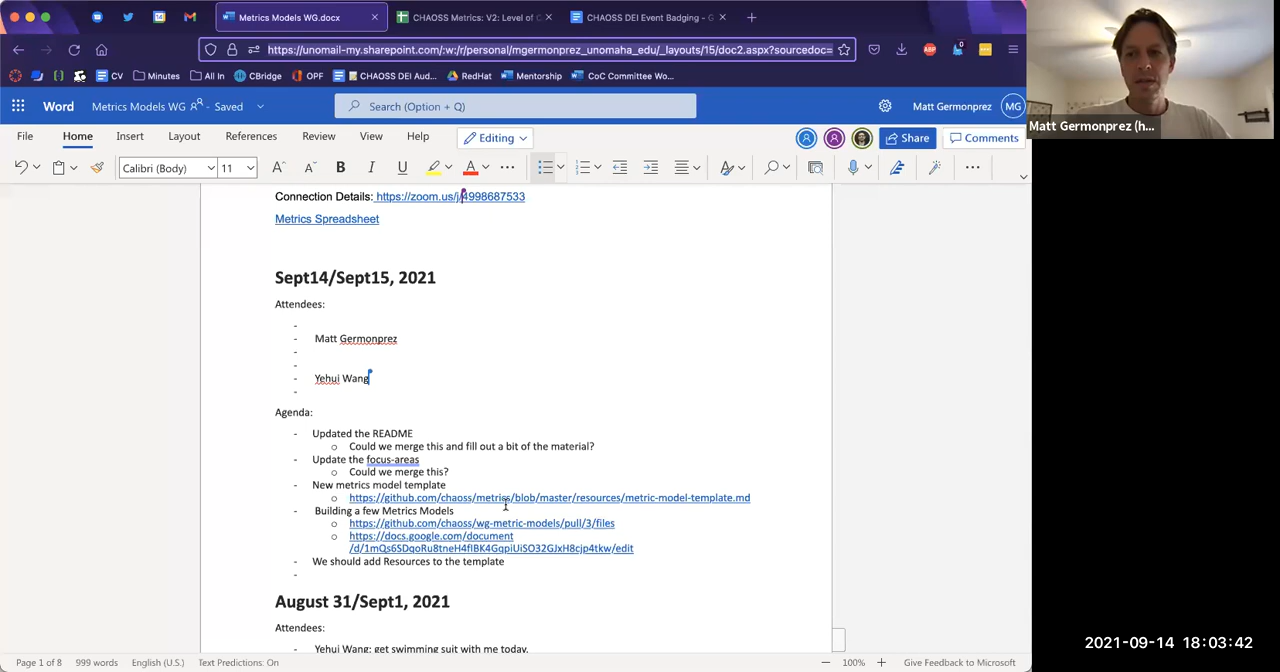 Metrics Models WG.docx
CHAOSS Metrics: V2: Level of C
CHAOSS DEI Event Badging - G
https://unomail-my.sharepoint.com/:w:/r/personal/mgermonprez_unomaha_edu/_layouts/15/doc2.aspx?sourcedoc=
CV
Minutes
All In
CBridge
OPF
CHAOSS DEI Aud...
RedHat
Mentorship
CoC Committee Wo...
Word
Metrics Models WG
- Saved
Search (Option + Q)
Matt Germonprez
MG
File
Home
Insert
Layout
References
Review
View
Help
Editing
Share
Comments
Calibri (Body)
11
Connection Details: https://zoom.us/j/4998687533
Metrics Spreadsheet
Sept14/Sept15, 2021
Attendees:
-
- Matt Germonprez
-
-
- Yehui Wang
-
Agenda:
- Updated the README
o Could we merge this and fill out a bit of the material?
- Update the focus-areas
o Could we merge this?
- New metrics model template
o https://github.com/chaoss/metrics/blob/master/resources/metric-model-template.md
- Building a few Metrics Models
o https://github.com/chaoss/wg-metric-models/pull/3/files
o https://docs.google.com/document
/d/1mQs6SDqoRu8tneH4fIBK4GqpiUiSO32GJxH8cjp4tkw/edit
- We should add Resources to the template
-
August 31/Sept1, 2021
Attendees:
- Yehui Wang: get swimming suit with me today.
Page 1 of 8
999 words
English (U.S.)
Text Predictions: On
100%
Give Feedback to Microsoft
Matt Germonprez (h...
2021-09-14 18:03:42